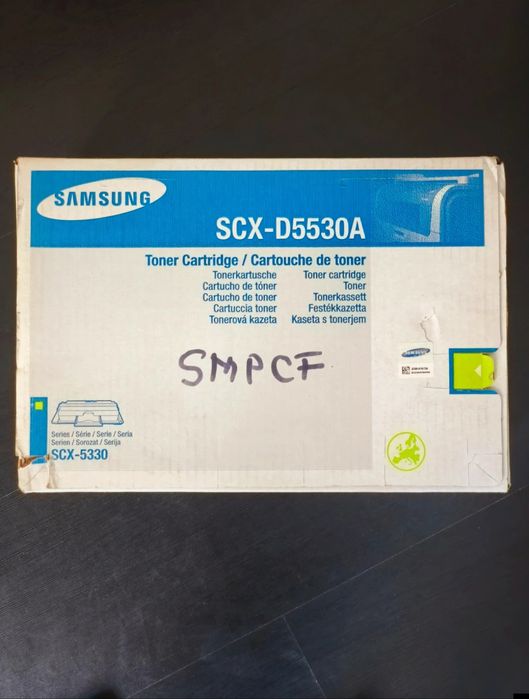 SAMSUNG
SCX-D5530A
Toner Cartridge / Cartouche de toner
Tonerkartusche Toner cartridge
Cartucho de tóner Toner
Cartucho de toner Tonerkassett
Cartuccia toner Festékkazetta
Tonerová kazeta Kaseta s tonerjem
SMPCF
SAMSUNG
Series / Série / Serie / Seria
Serien / Sorozat / Serija
SCX-5330